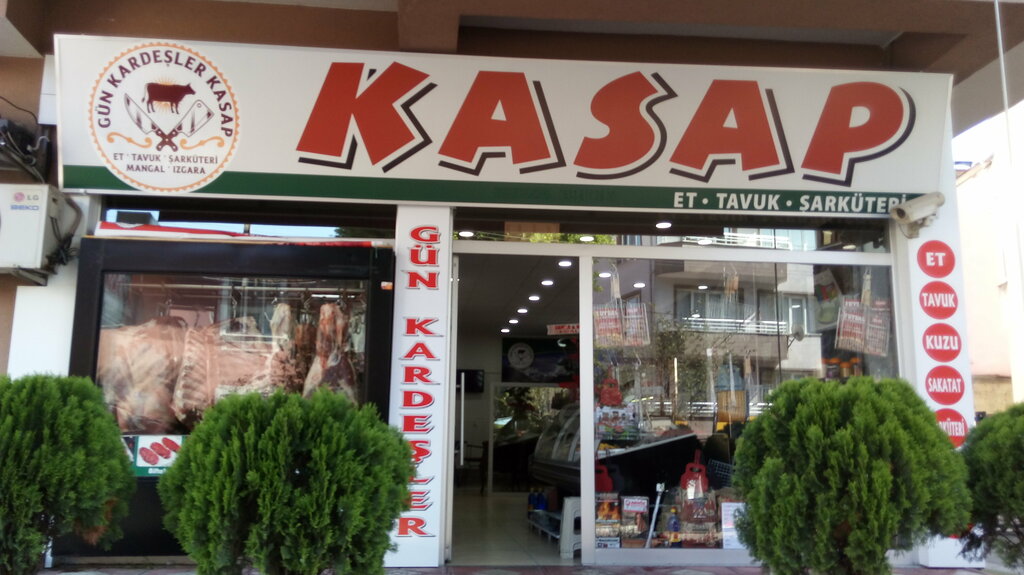 GÜN KARDEŞLER KASAP
ET · TAVUK · ŞARKÜTERİ
MANGAL · IZGARA
KASAP
ET • TAVUK • ŞARKÜTERİ
LG
BEKO
GÜN KARDEŞLER
ET
TAVUK
KUZU
SAKATAT